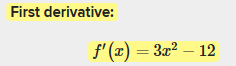 First derivative:
f′(x) = 3x² − 12